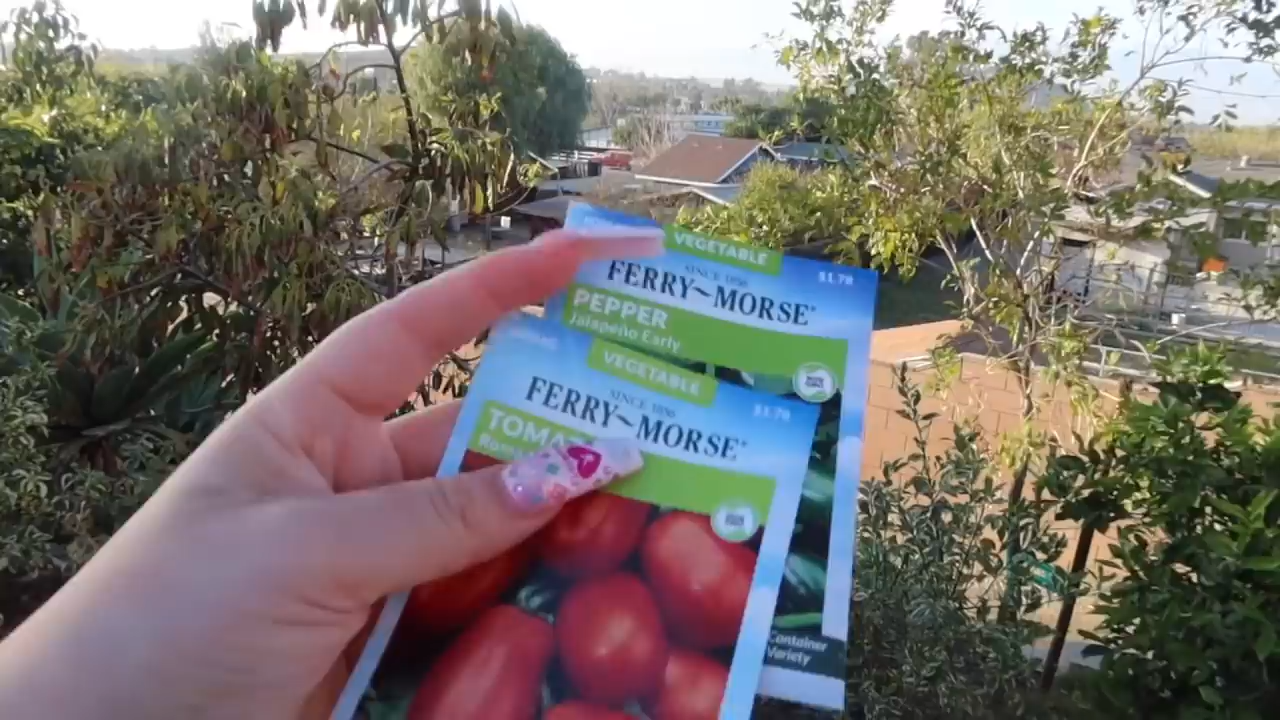 VEGETABLE
$1.79
SINCE 1856
FERRY~MORSE
PEPPER
Jalapeño Early
VEGETABLE
$1.79
SINCE 1856
FERRY~MORSE
TOMA
Container
Variety